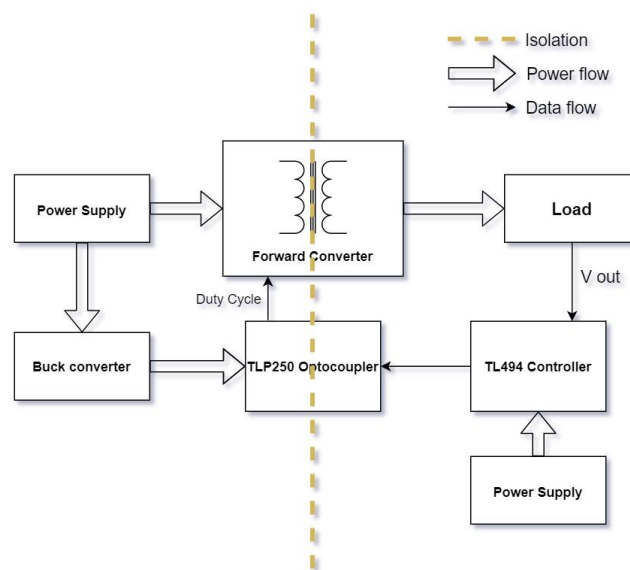 Isolation
Power flow
Data flow
Power Supply
Forward Converter
Load
Duty Cycle
V out
Buck converter
TLP250 Optocoupler
TL494 Controller
Power Supply